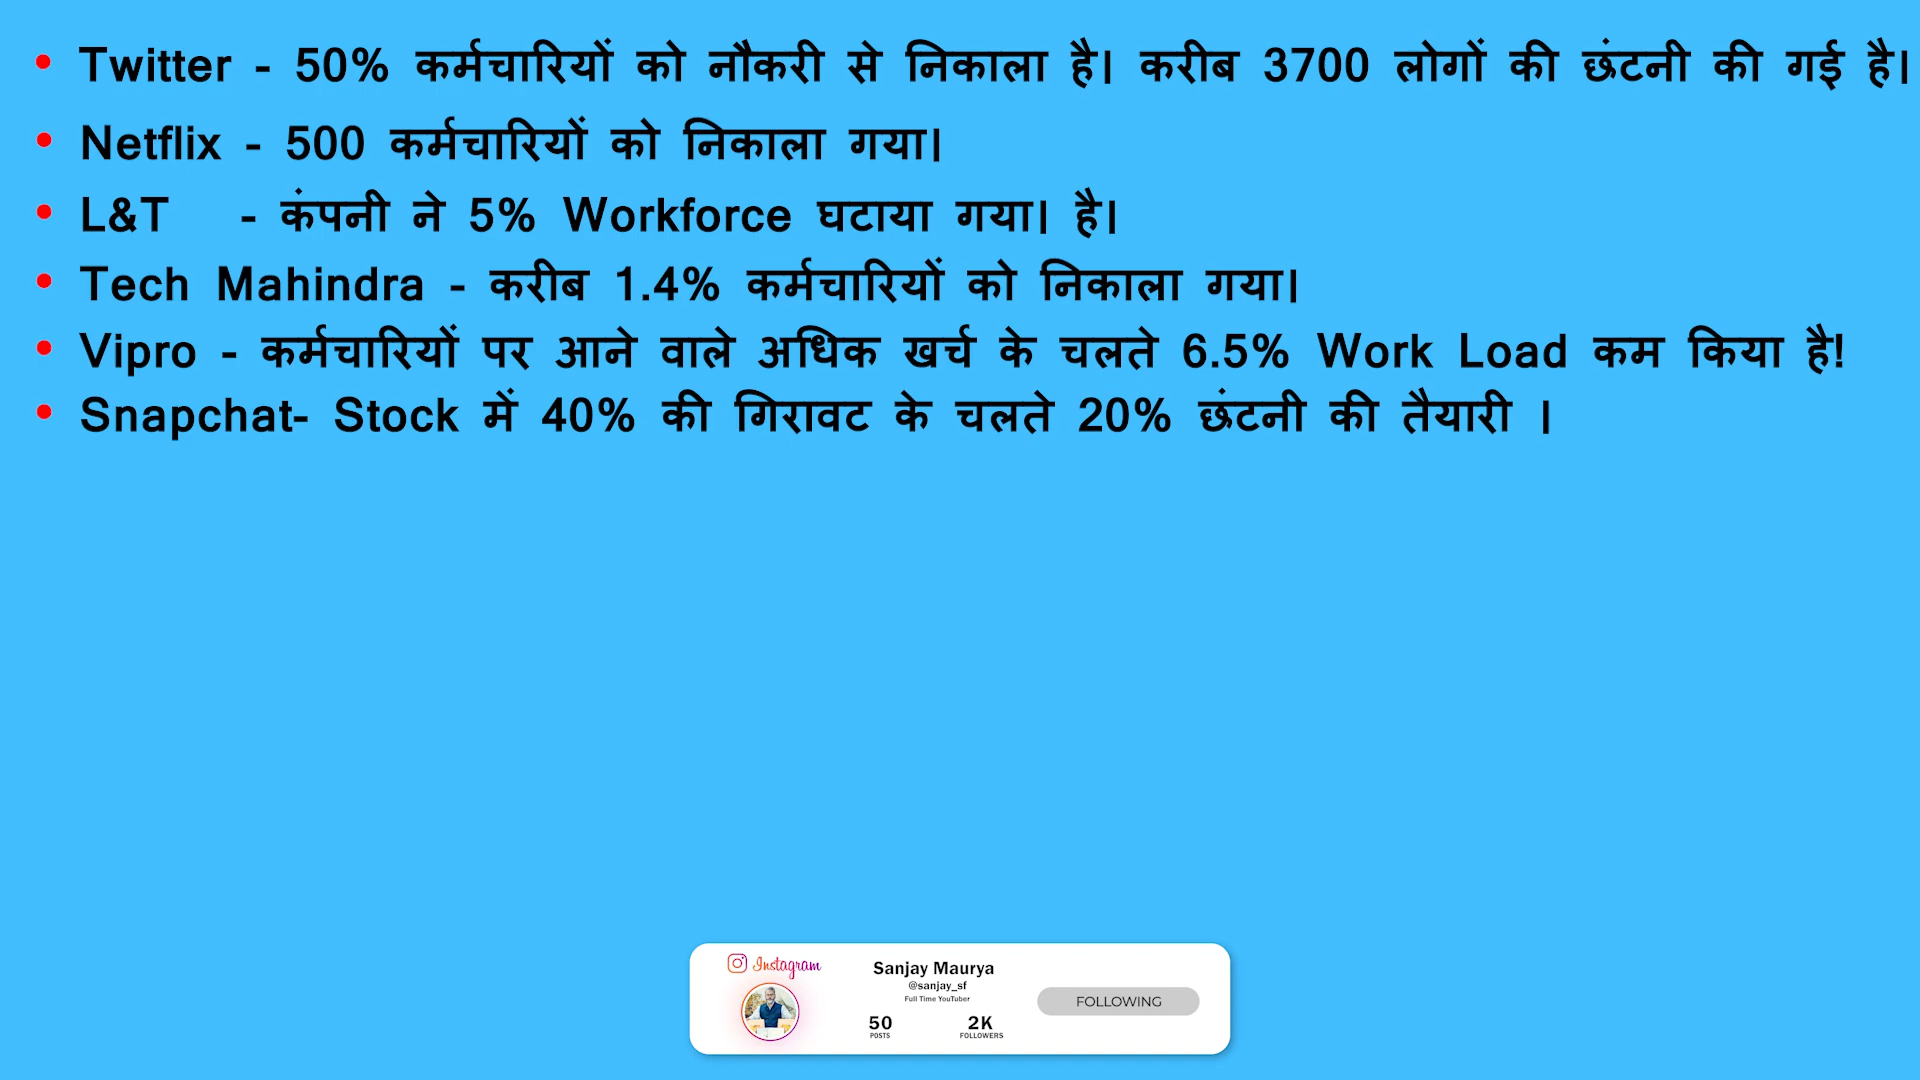 • Twitter - 50% कर्मचारियों को नौकरी से निकाला है। करीब 3700 लोगों की छंटनी की गई है।
• Netflix - 500 कर्मचारियों को निकाला गया।
• L&T - कंपनी ने 5% Workforce घटाया गया। है।
• Tech Mahindra - करीब 1.4% कर्मचारियों को निकाला गया।
• Vipro - कर्मचारियों पर आने वाले अधिक खर्च के चलते 6.5% Work Load कम किया है!
• Snapchat- Stock में 40% की गिरावट के चलते 20% छंटनी की तैयारी ।
Instagram
Sanjay Maurya
@sanjay_sf
Full Time YouTuber
50 2K
POSTS FOLLOWERS
FOLLOWING